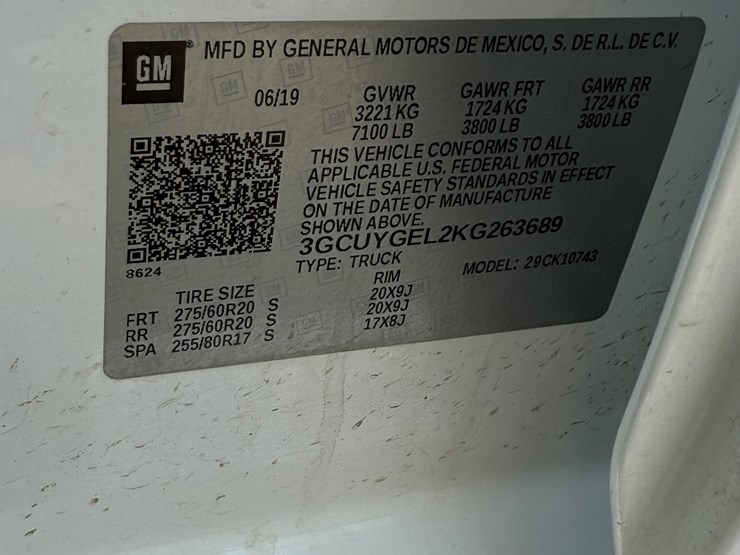 GM ® MFD BY GENERAL MOTORS DE MEXICO, S. DE R.L. DE C.V.
06/19 GVWR GAWR FRT GAWR RR
3221 KG 1724 KG 1724 KG
7100 LB 3800 LB 3800 LB
THIS VEHICLE CONFORMS TO ALL
APPLICABLE U.S. FEDERAL MOTOR
VEHICLE SAFETY STANDARDS IN EFFECT
ON THE DATE OF MANUFACTURE
SHOWN ABOVE.
3GCUYGEL2KG263689
8624 TYPE: TRUCK MODEL: 29CK10743
TIRE SIZE RIM
FRT 275/60R20 S 20X9J
RR 275/60R20 S 20X9J
SPA 255/80R17 S 17X8J